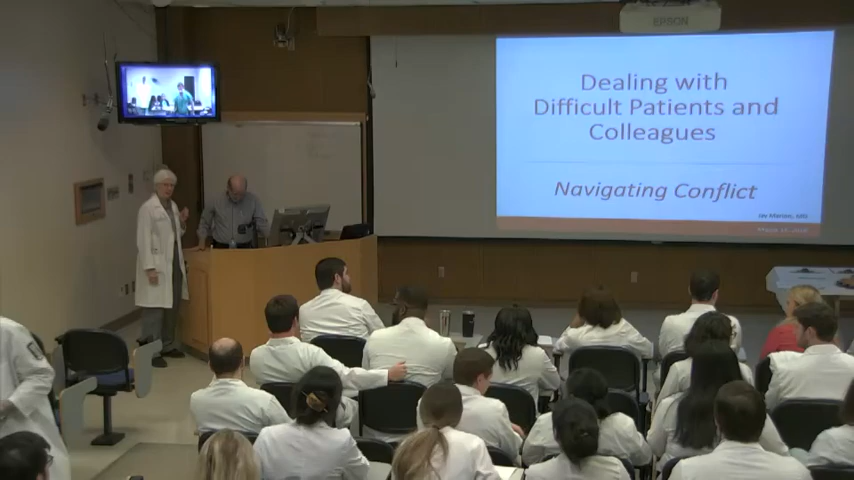 EPSON
Dealing with
Difficult Patients and
Colleagues
Navigating Conflict